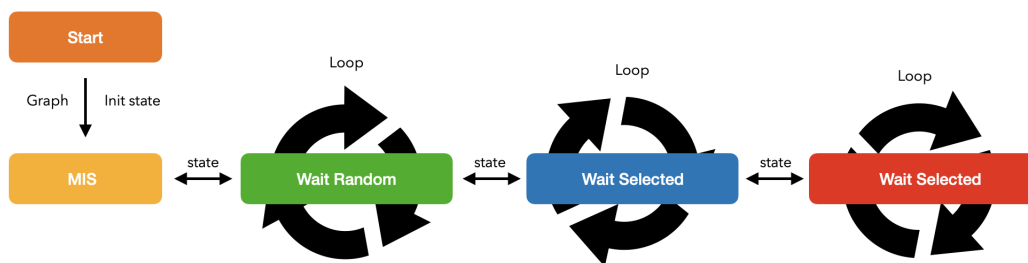 Start
Graph
Init state
Loop
Loop
Loop
MIS
state
Wait Random
state
Wait Selected
state
Wait Selected